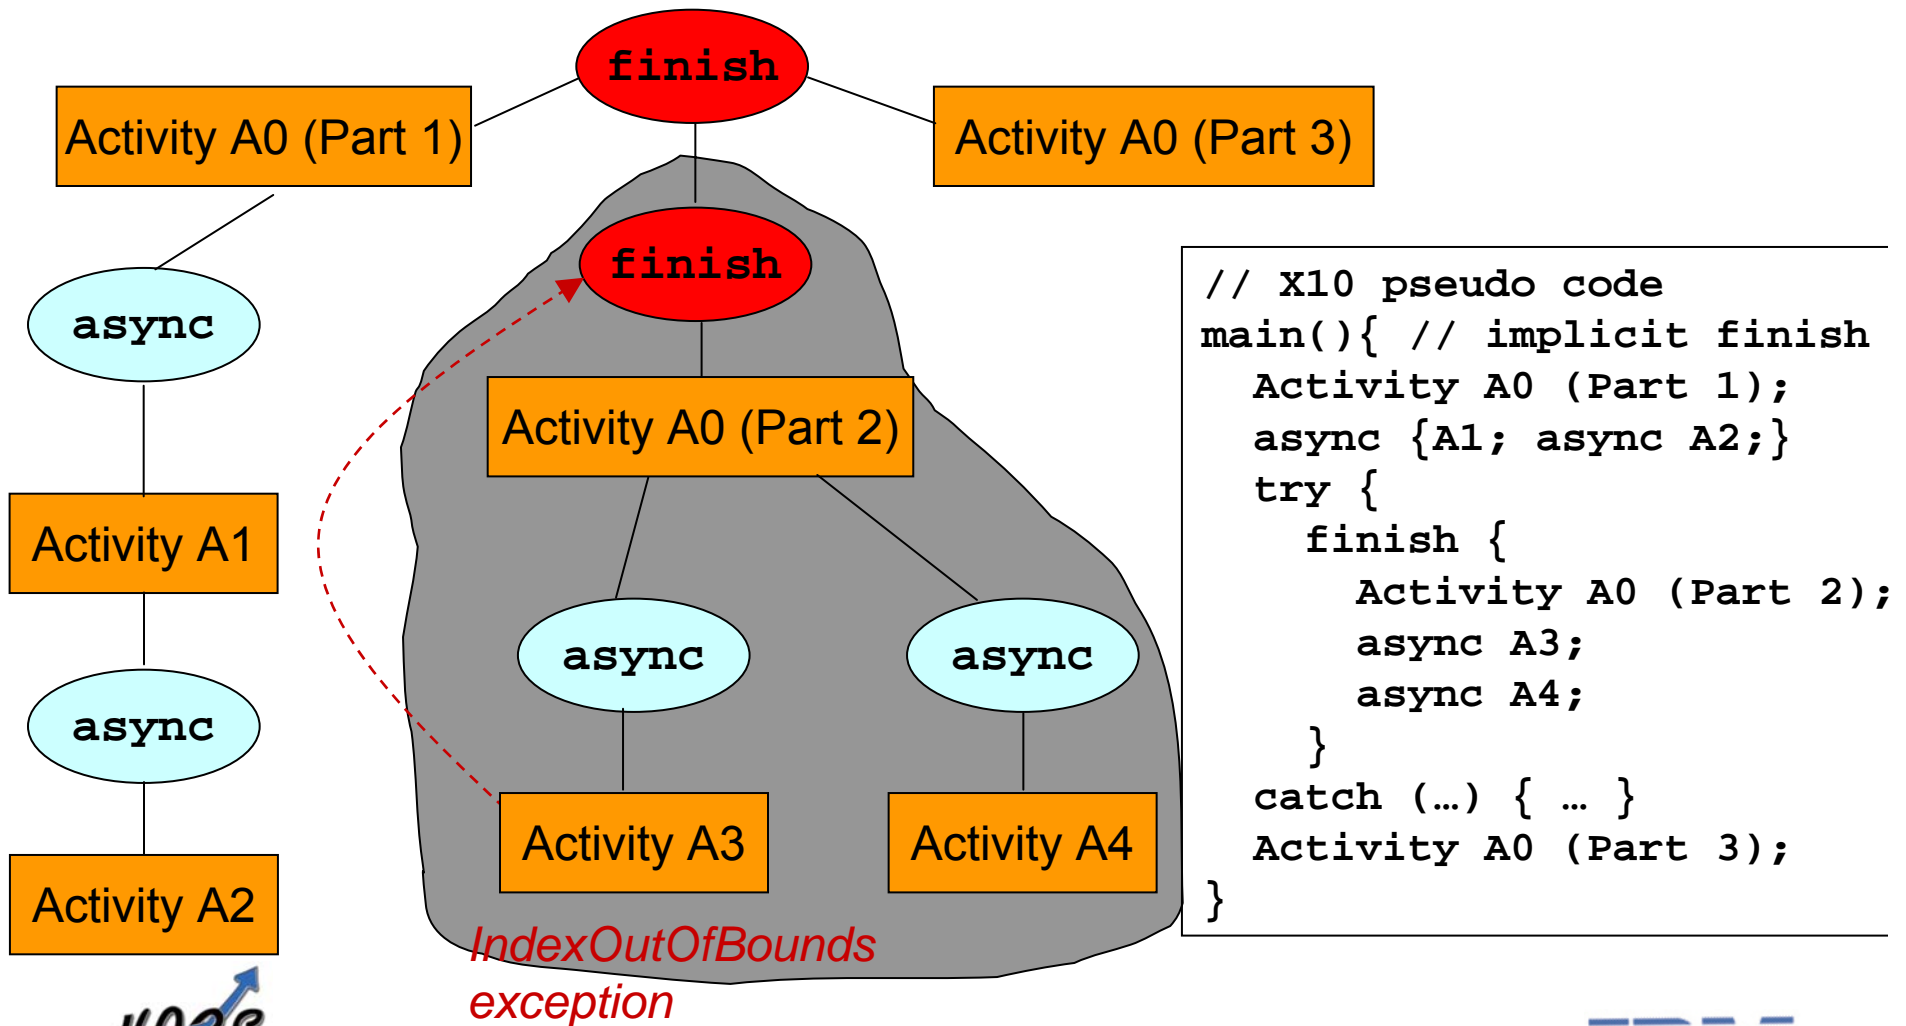 finish
Activity A0 (Part 1)
Activity A0 (Part 3)
finish
async
Activity A0 (Part 2)
Activity A1
async
async
async
Activity A3
Activity A4
Activity A2
IndexOutOfBounds
exception
// X10 pseudo code
main(){ // implicit finish
Activity A0 (Part 1);
async {A1; async A2;}
try {
finish {
Activity A0 (Part 2);
async A3;
async A4;
}
catch (…) { … }
Activity A0 (Part 3);
}